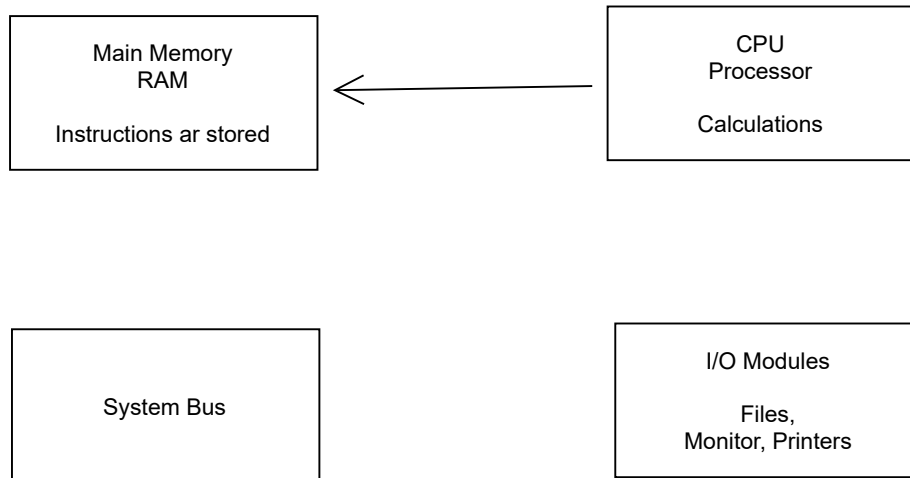 Main Memory
RAM
Instructions ar stored
CPU
Processor
Calculations
System Bus
I/O Modules
Files,
Monitor, Printers